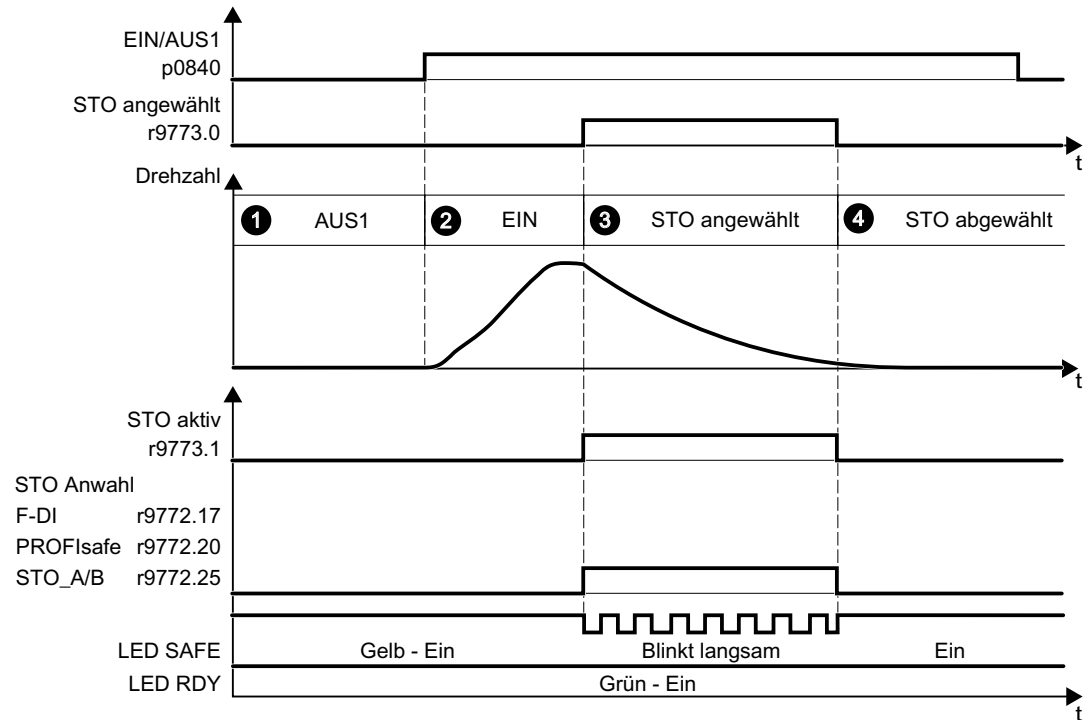 EIN/AUS1
p0840
STO angewählt
r9773.0
t
Drehzahl
1 AUS1 2 EIN 3 STO angewählt 4 STO abgewählt
t
STO aktiv
r9773.1
STO Anwahl
F-DI r9772.17
PROFIsafe r9772.20
STO_A/B r9772.25
LED SAFE Gelb - Ein Blinkt langsam Ein
LED RDY Grün - Ein
t